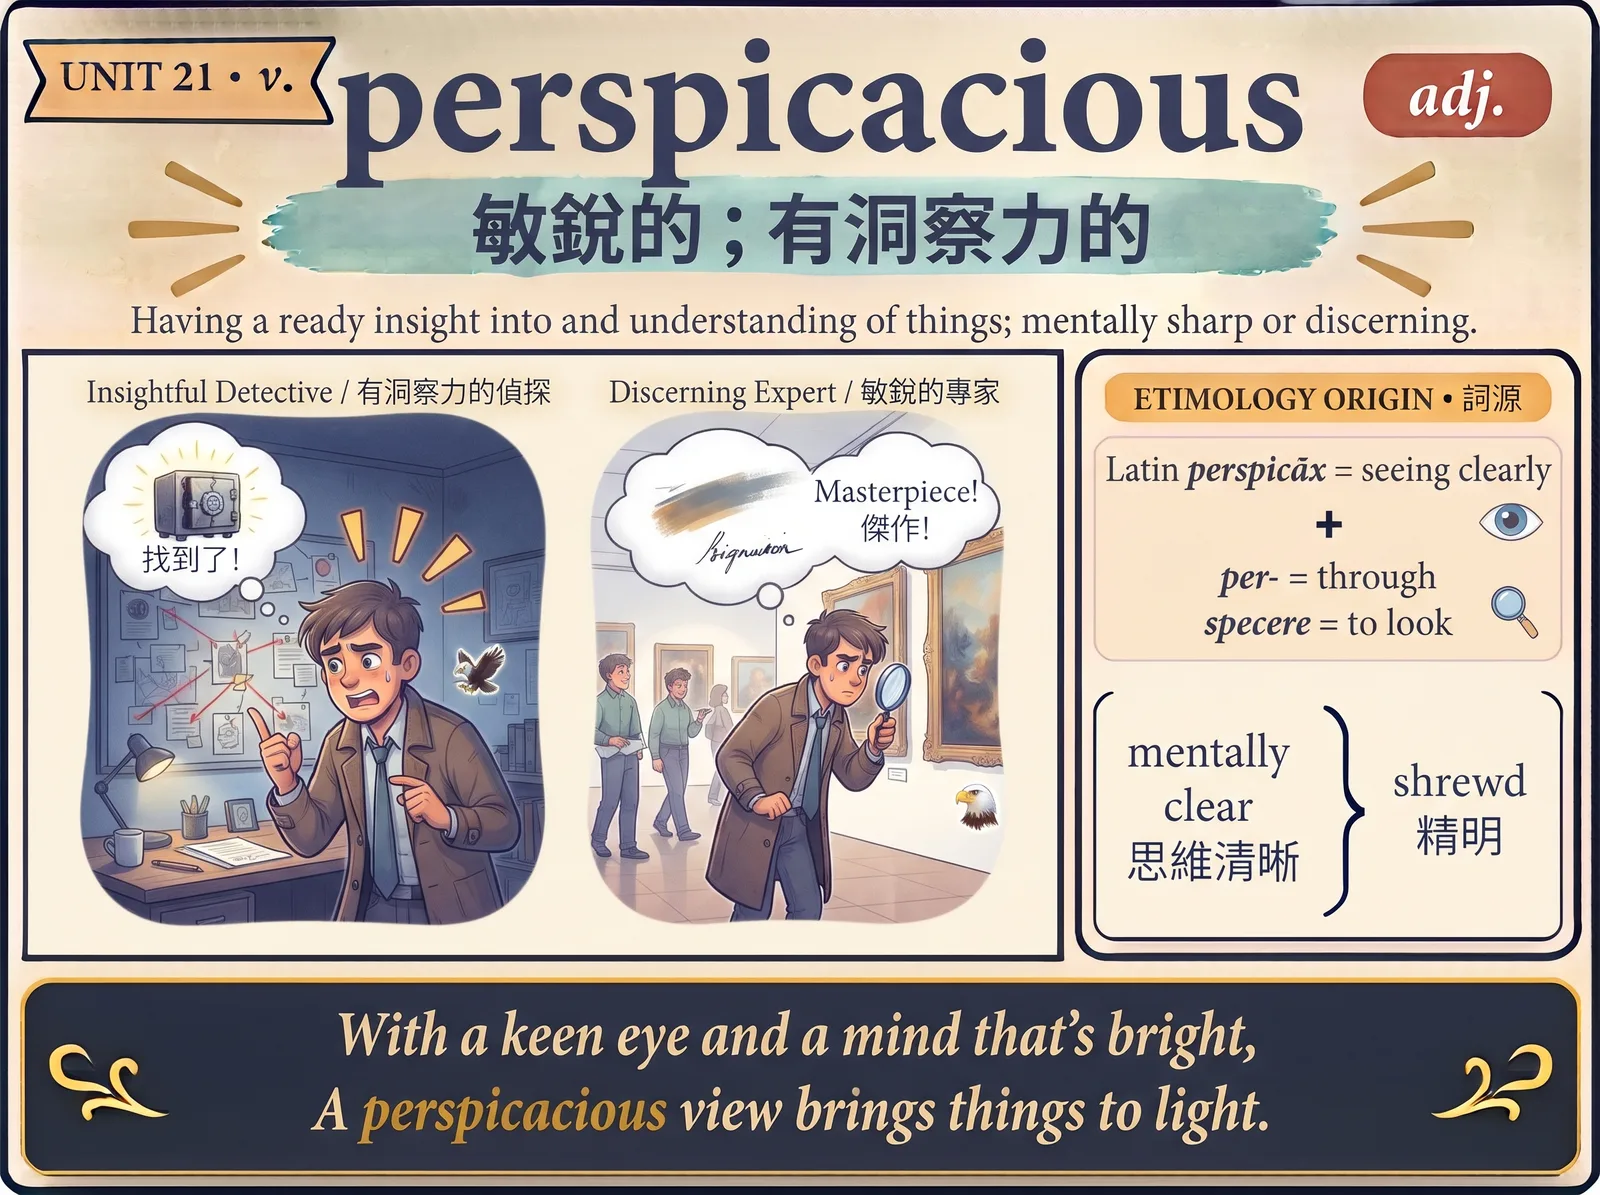 UNIT 21 • v.
perspicacious
adj.
敏銳的；有洞察力的
Having a ready insight into and understanding of things; mentally sharp or discerning.
Insightful Detective / 有洞察力的偵探
找到了!
Discerning Expert / 敏銳的專家
Masterpiece!
傑作!
ETIMOLOGY ORIGIN • 詞源
Latin perspicāx = seeing clearly
+
per- = through
specere = to look
mentally
clear
思維清晰
shrewd
精明
With a keen eye and a mind that’s bright,
A perspicacious view brings things to light.